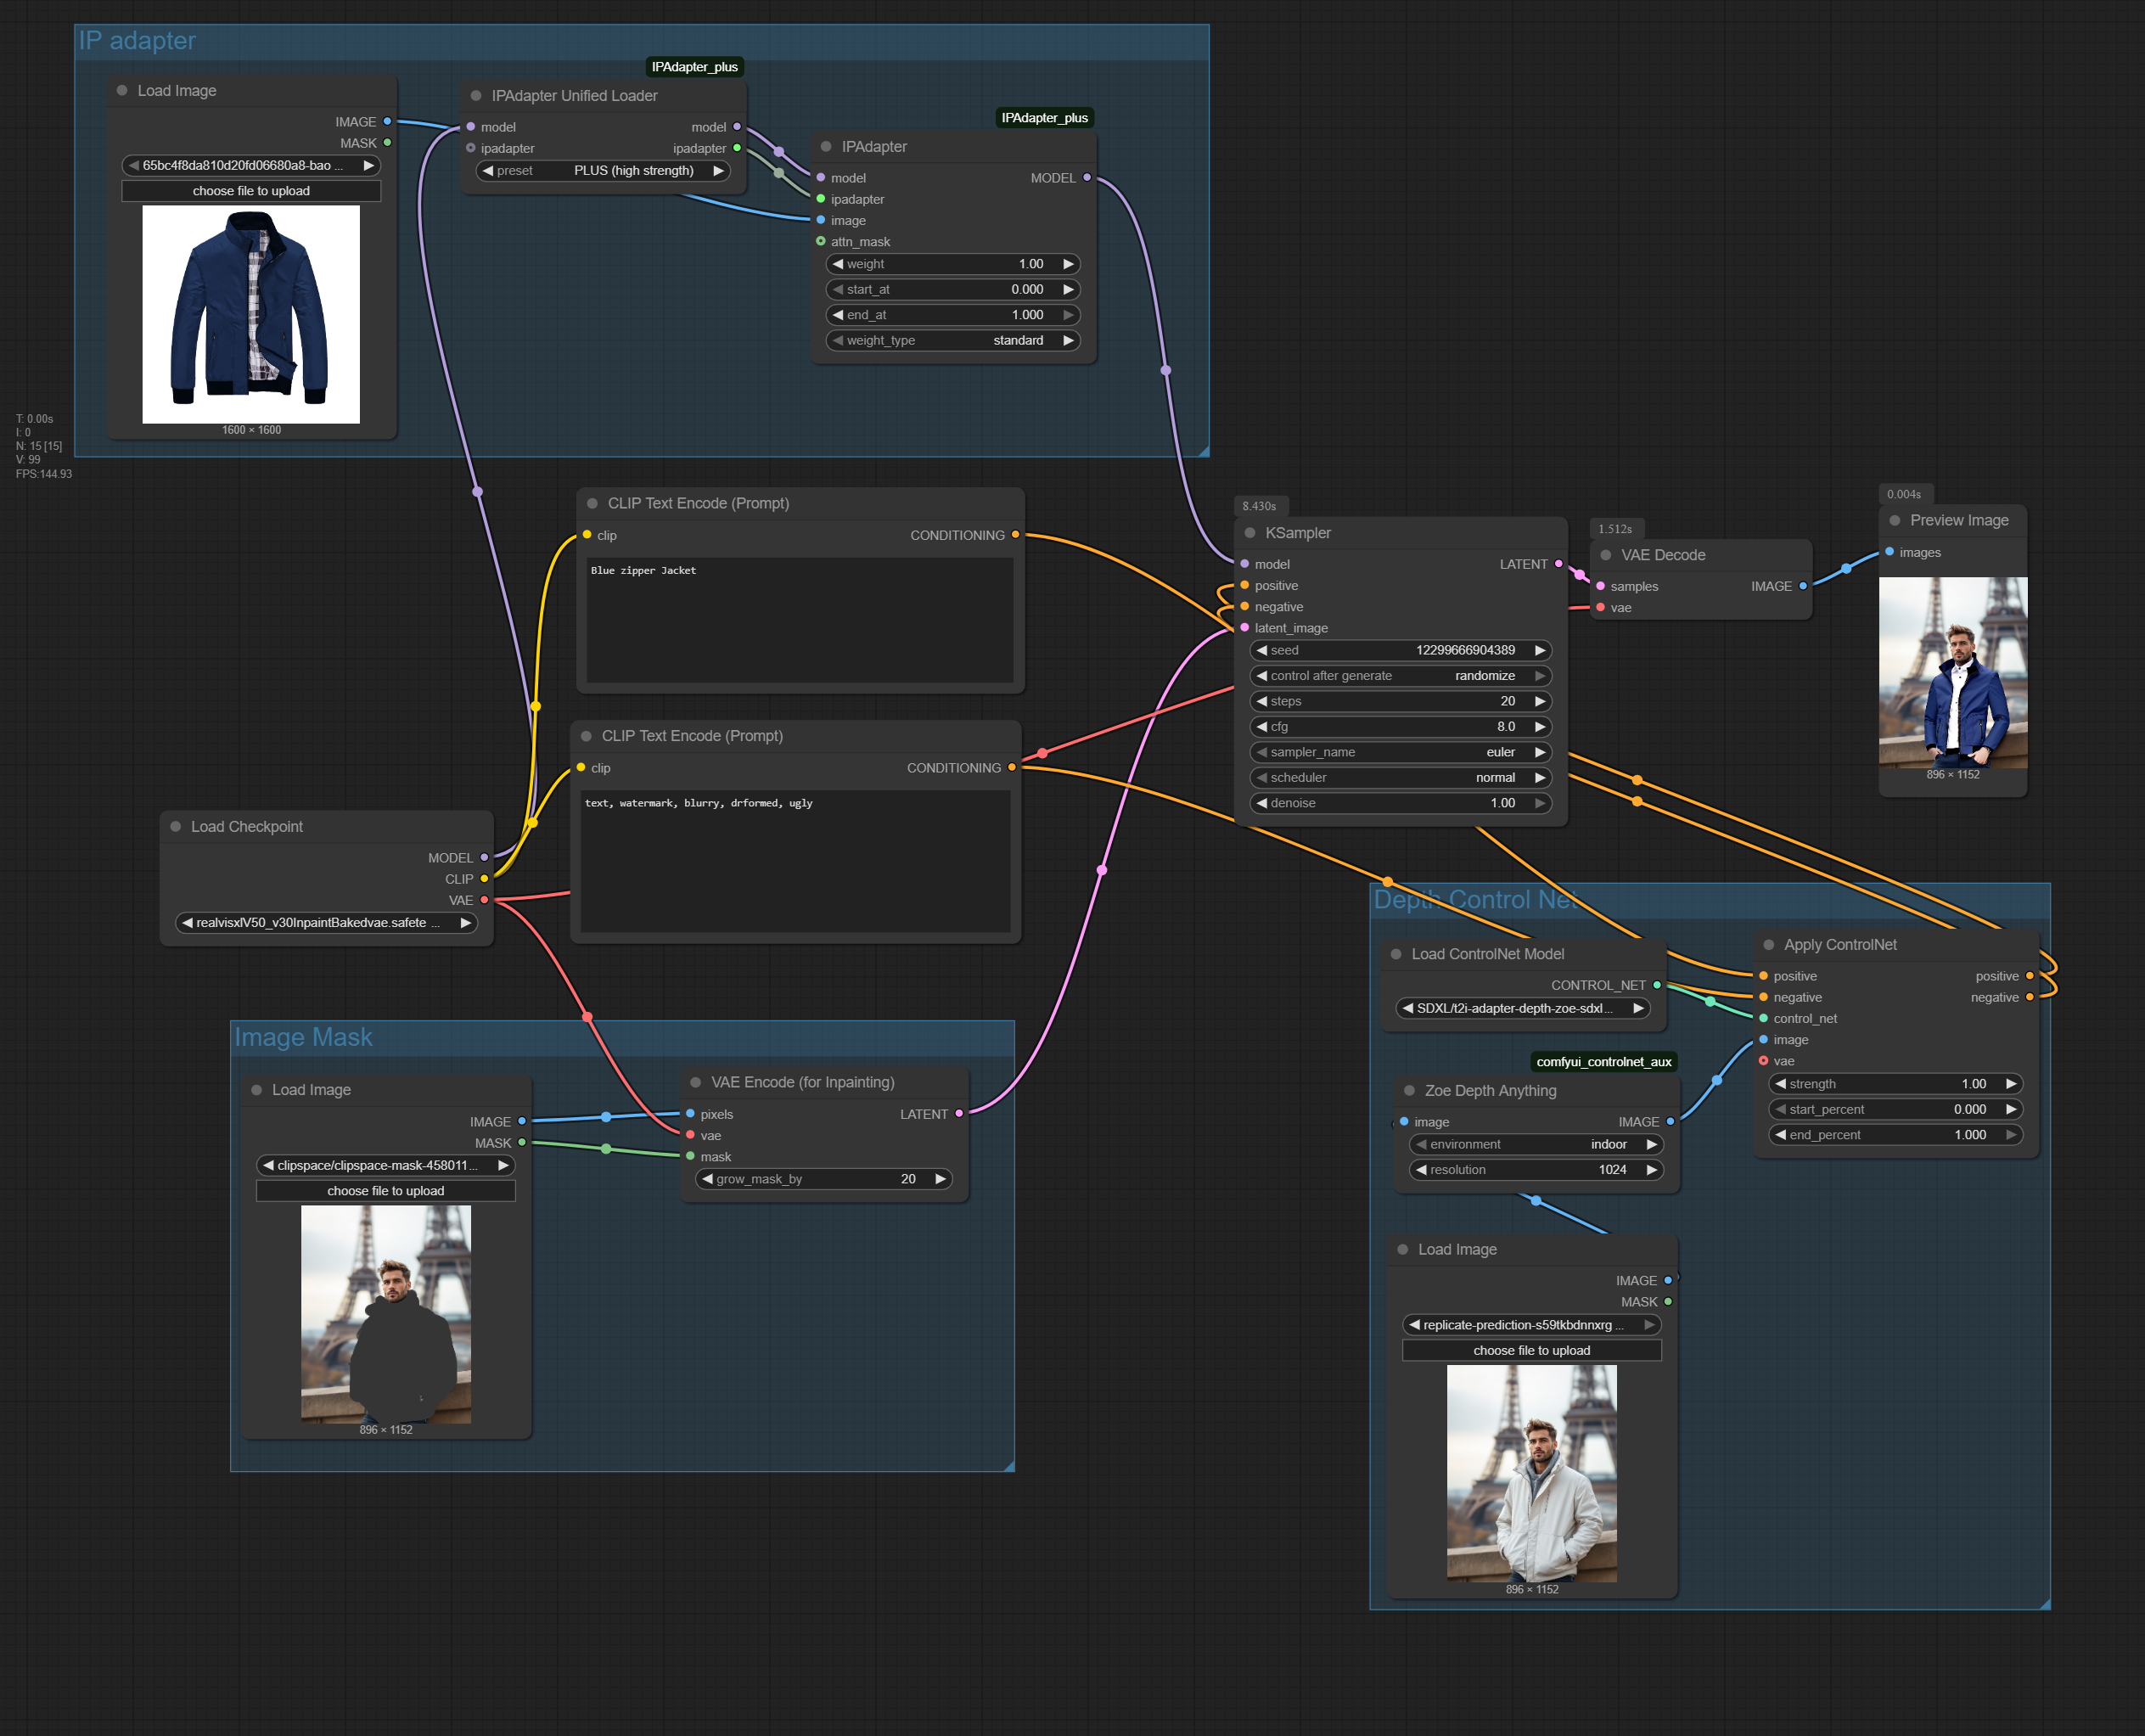 IP adapter
IPAdapter_plus
Load Image
IMAGE
MASK
65bc4f8da810d20fd06680a8-bao ...
choose file to upload
1600 × 1600
IPAdapter Unified Loader
model model
ipadapter ipadapter
preset PLUS (high strength)
IPAdapter_plus
IPAdapter
model MODEL
ipadapter
image
attn_mask
weight 1.00
start_at 0.000
end_at 1.000
weight_type standard
T: 0.00s
I: 0
N: 15 [15]
V: 99
FPS:144.93
CLIP Text Encode (Prompt)
clip CONDITIONING
Blue zipper Jacket
CLIP Text Encode (Prompt)
clip CONDITIONING
text, watermark, blurry, drformed, ugly
Load Checkpoint
MODEL
CLIP
VAE
realvisxlV50_v30InpaintBakedvae.safete ...
8.430s
KSampler
model LATENT
positive
negative
latent_image
seed 12299666904389
control after generate randomize
steps 20
cfg 8.0
sampler_name euler
scheduler normal
denoise 1.00
1.512s
VAE Decode
samples IMAGE
vae
0.004s
Preview Image
images
896 × 1152
Image Mask
Load Image
IMAGE
MASK
clipspace/clipspace-mask-458011...
choose file to upload
896 × 1152
VAE Encode (for Inpainting)
pixels LATENT
vae
mask
grow_mask_by 20
Depth Control Net
Load ControlNet Model
CONTROL_NET
SDXL/t2i-adapter-depth-zoe-sdxl...
Apply ControlNet
positive positive
negative negative
control_net
image
vae
strength 1.00
start_percent 0.000
end_percent 1.000
comfyui_controlnet_aux
Zoe Depth Anything
image IMAGE
environment indoor
resolution 1024
Load Image
IMAGE
MASK
replicate-prediction-s59tkbdnnxrg ...
choose file to upload
896 × 1152